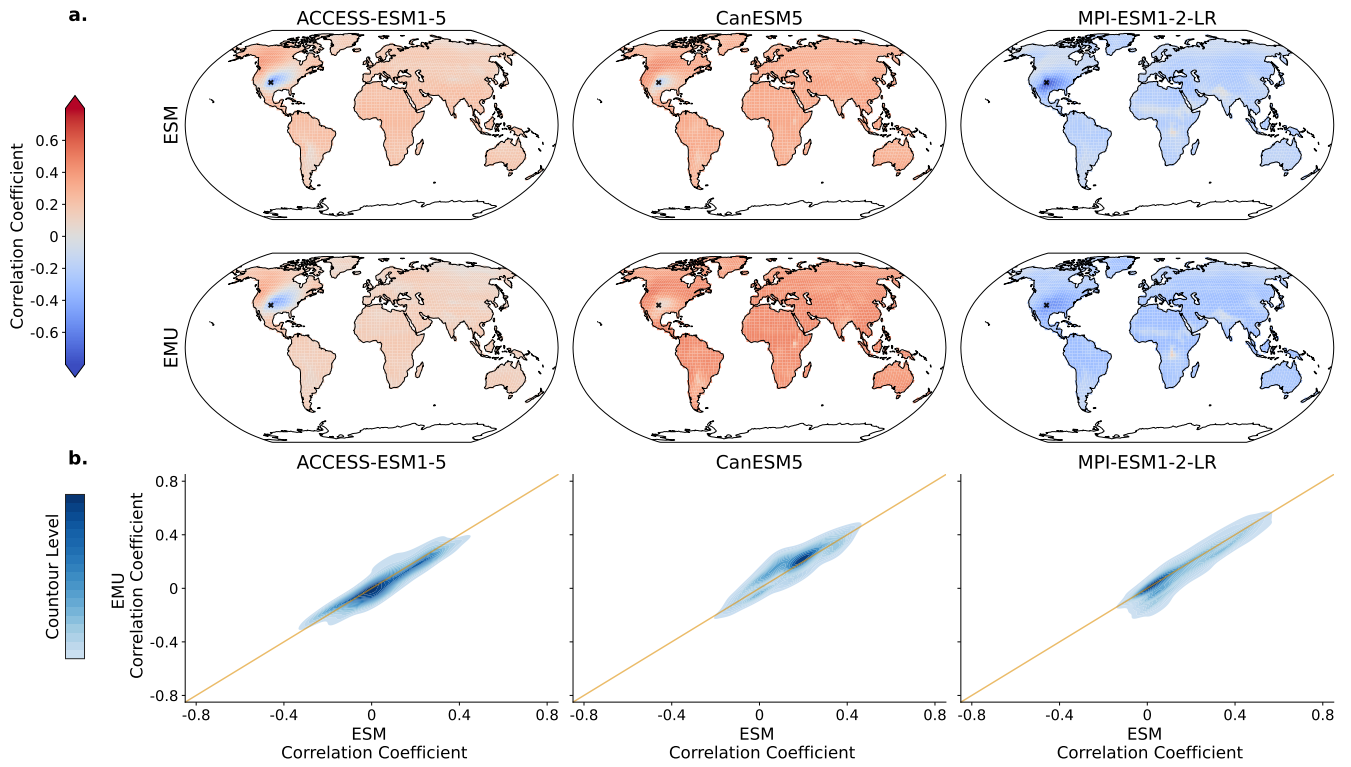 a.
ACCESS-ESM1-5
CanESM5
MPI-ESM1-2-LR
Correlation Coefficient
0.6
0.4
0.2
0
-0.2
-0.4
-0.6
ESM
EMU
b.
ACCESS-ESM1-5
CanESM5
MPI-ESM1-2-LR
Countour Level
EMU
Correlation Coefficient
0.8
0.4
0
-0.4
-0.8
-0.8 -0.4 0 0.4 0.8
ESM
Correlation Coefficient
-0.8 -0.4 0 0.4 0.8
ESM
Correlation Coefficient
-0.8 -0.4 0 0.4 0.8
ESM
Correlation Coefficient